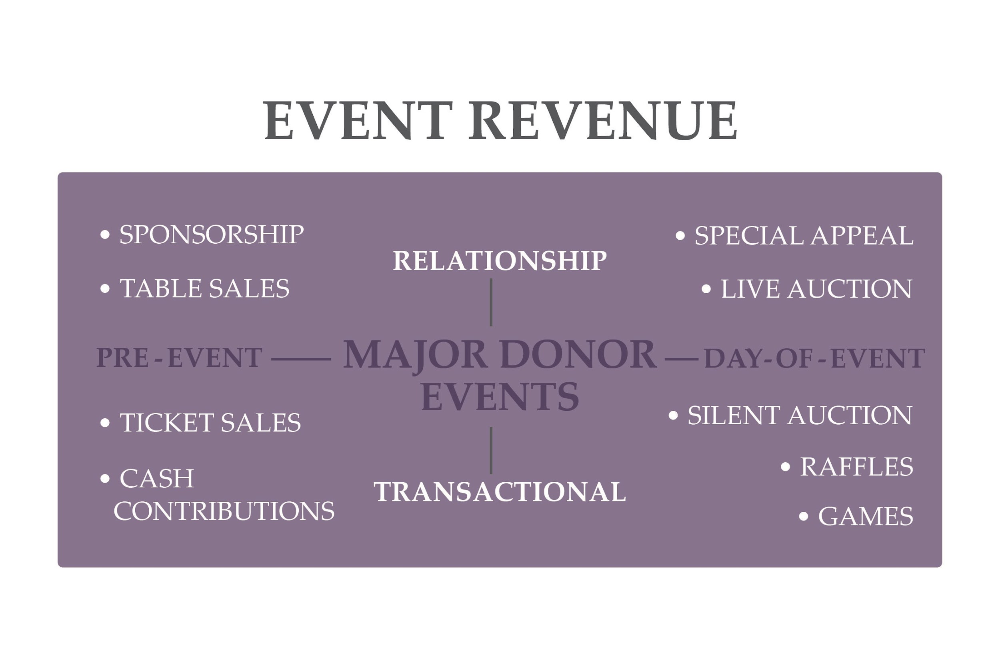 EVENT REVENUE
• SPONSORSHIP
• TABLE SALES
RELATIONSHIP
• SPECIAL APPEAL
• LIVE AUCTION
PRE-EVENT
MAJOR DONOR
EVENTS
DAY-OF-EVENT
• TICKET SALES
• CASH
CONTRIBUTIONS
TRANSACTIONAL
• SILENT AUCTION
• RAFFLES
• GAMES